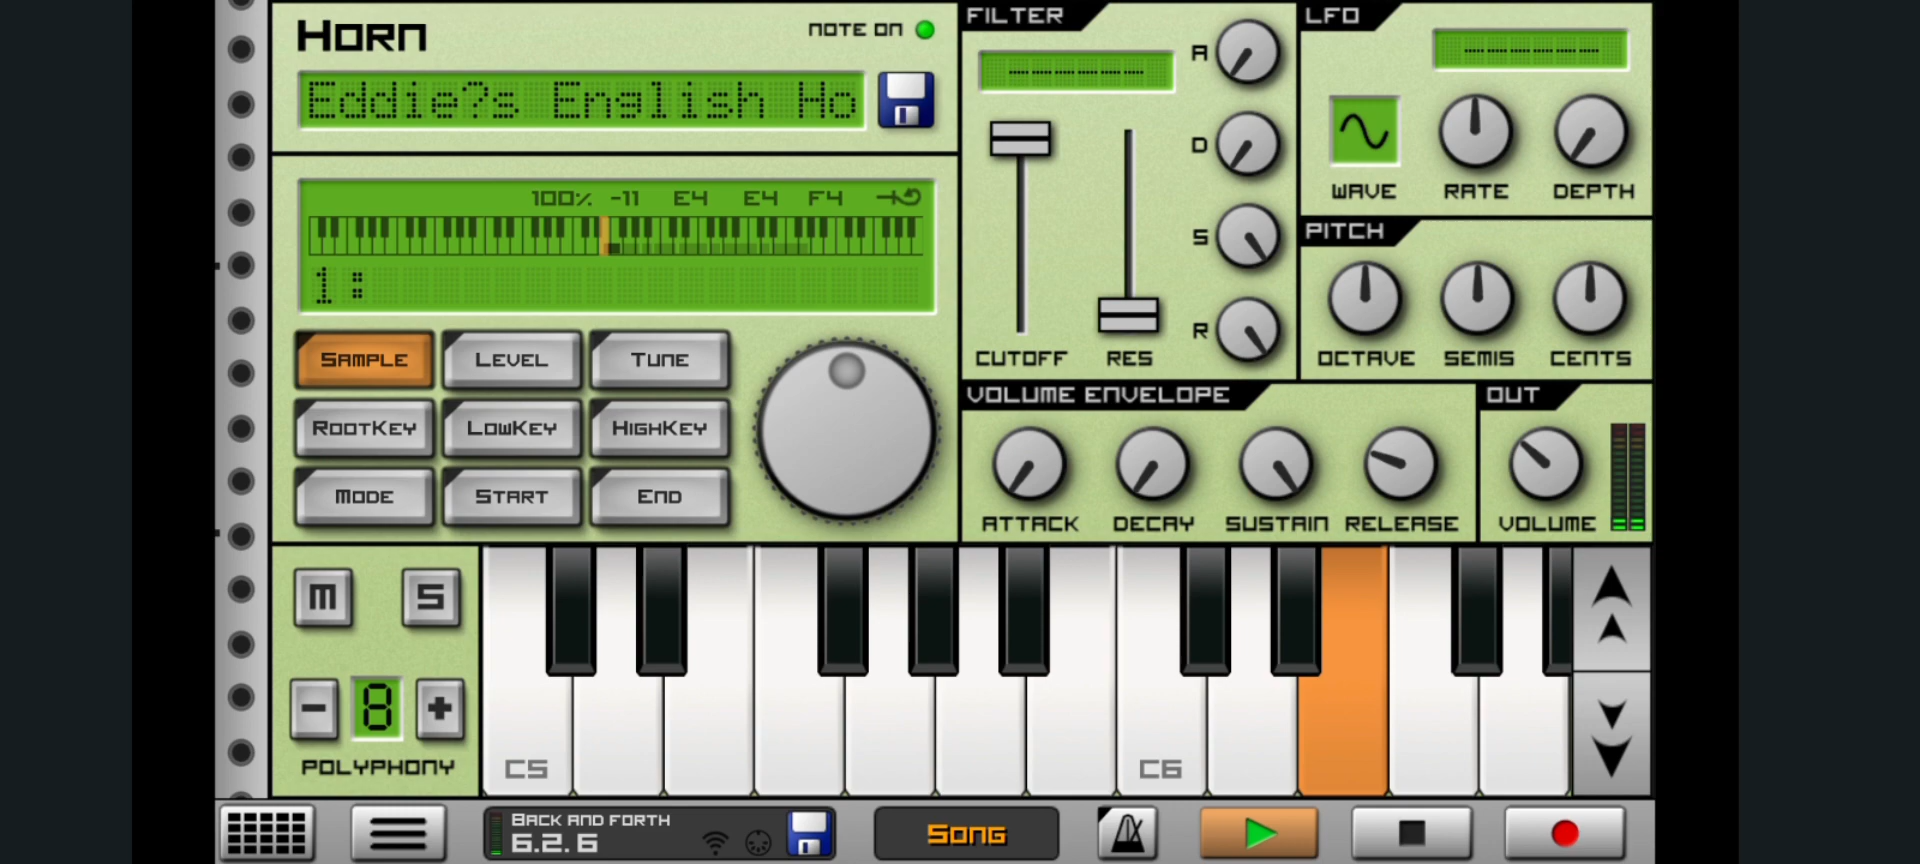 Horn
NOTE ON
Eddie?s English Ho
100% -11 E4 E4 F4
1:
SAMPLE LEVEL TUNE
ROOTKEY LOWKEY HIGHKEY
MODE START END
FILTER
A
D
S
R
CUTOFF RES
LFO
WAVE RATE DEPTH
PITCH
OCTAVE SEMIS CENTS
VOLUME ENVELOPE
ATTACK DECAY SUSTAIN RELEASE
OUT
VOLUME
M S
- 8 +
POLYPHONY
C5 C6
BACK AND FORTH
6.2.6
SONG